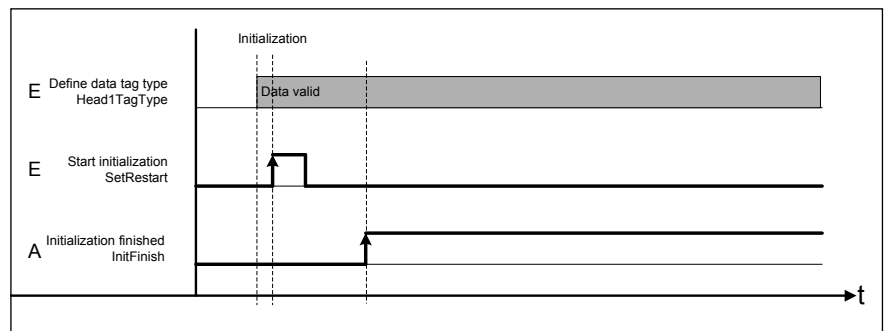 Initialization
E Define data tag type
Head1TagType
Data valid
E Start initialization
SetRestart
A Initialization finished
InitFinish
t